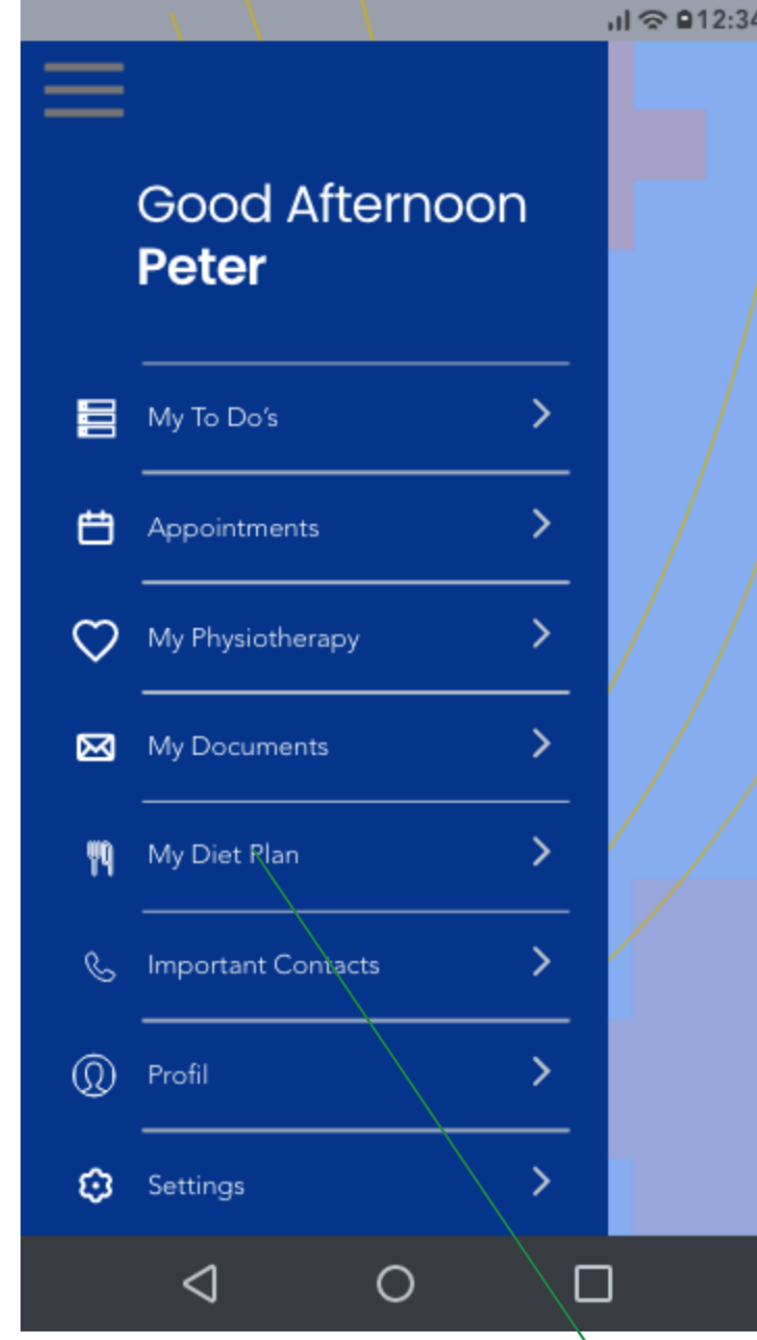 12:34
Good Afternoon
Peter
My To Do's
Appointments
My Physiotherapy
My Documents
My Diet Plan
Important Contacts
Profil
Settings